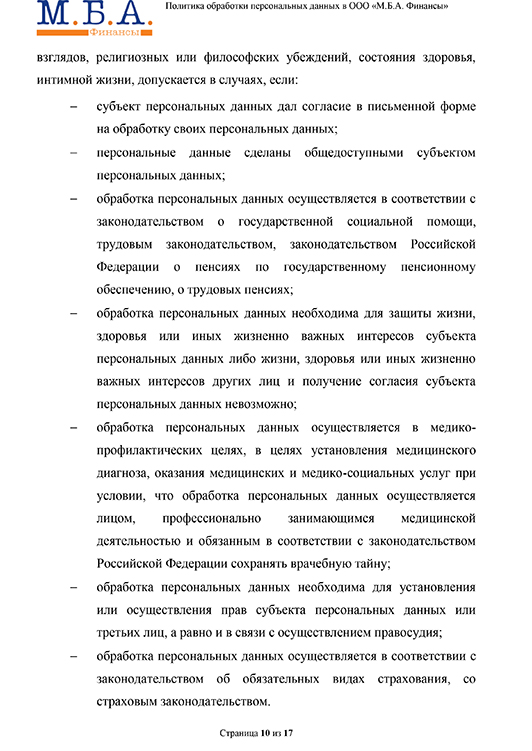 М.Б.А.
Финансы
Политика обработки персональных данных в ООО «М.Б.А. Финансы»
взглядов, религиозных или философских убеждений, состояния здоровья,
интимной жизни, допускается в случаях, если:
– субъект персональных данных дал согласие в письменной форме
на обработку своих персональных данных;
– персональные данные сделаны общедоступными субъектом
персональных данных;
– обработка персональных данных осуществляется в соответствии с
законодательством о государственной социальной помощи,
трудовым законодательством, законодательством Российской
Федерации о пенсиях по государственному пенсионному
обеспечению, о трудовых пенсиях;
– обработка персональных данных необходима для защиты жизни,
здоровья или иных жизненно важных интересов субъекта
персональных данных либо жизни, здоровья или иных жизненно
важных интересов других лиц и получение согласия субъекта
персональных данных невозможно;
– обработка персональных данных осуществляется в медико-
профилактических целях, в целях установления медицинского
диагноза, оказания медицинских и медико-социальных услуг при
условии, что обработка персональных данных осуществляется
лицом, профессионально занимающимся медицинской
деятельностью и обязанным в соответствии с законодательством
Российской Федерации сохранять врачебную тайну;
– обработка персональных данных необходима для установления
или осуществления прав субъекта персональных данных или
третьих лиц, а равно и в связи с осуществлением правосудия;
– обработка персональных данных осуществляется в соответствии с
законодательством об обязательных видах страхования, со
страховым законодательством.
Страница 10 из 17